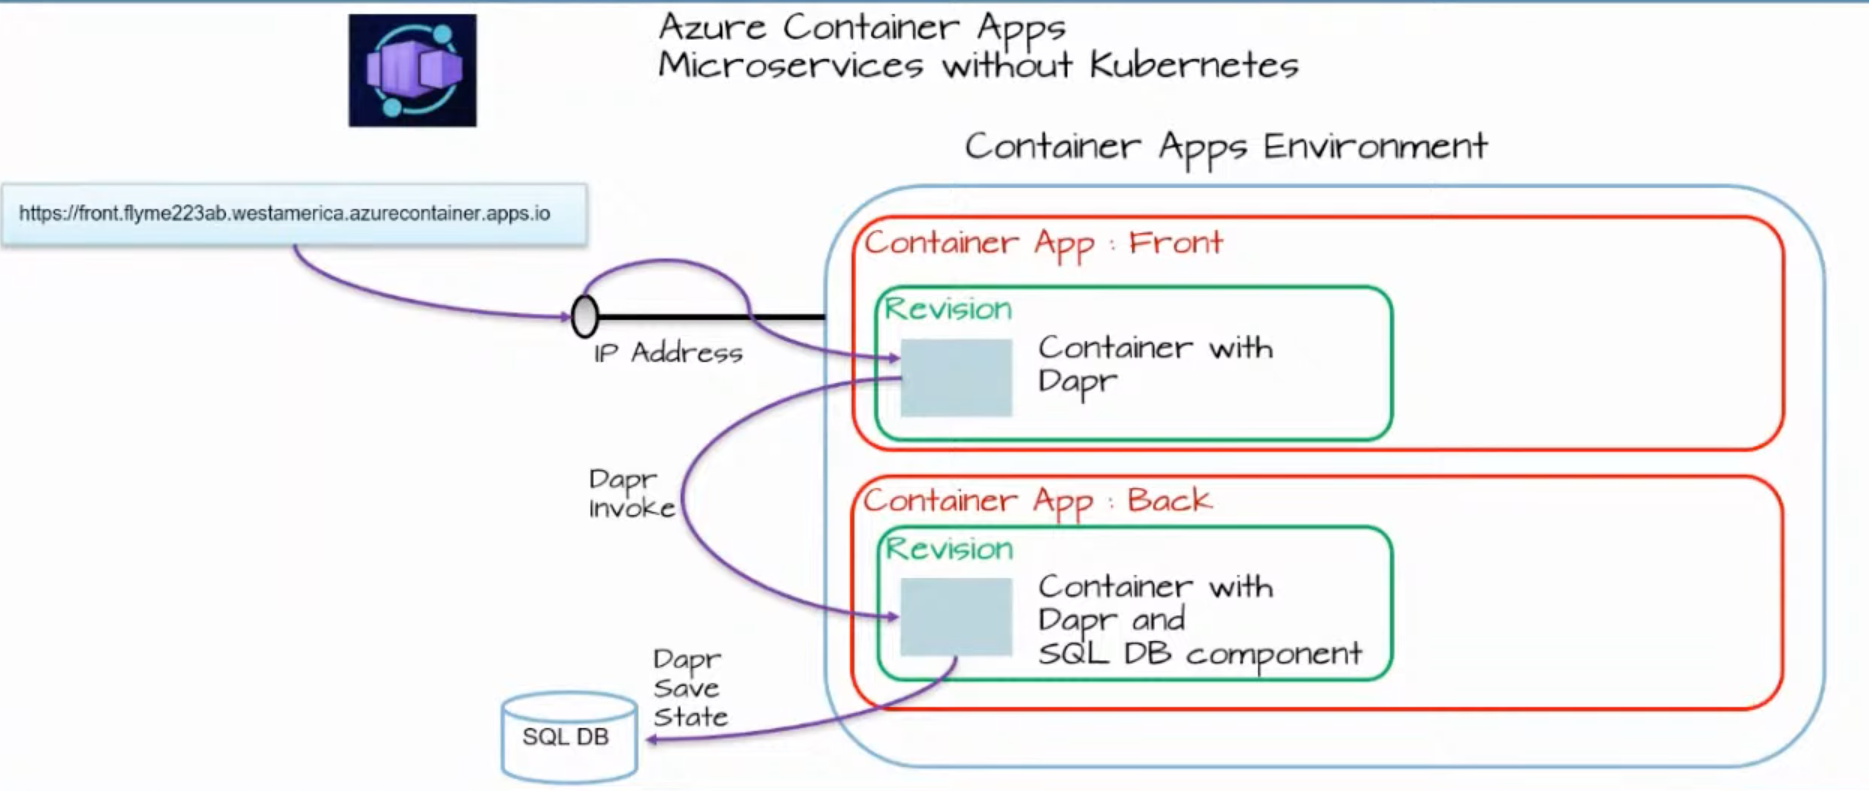 Azure Container Apps
Microservices without Kubernetes
Container Apps Environment
https://front.flyme223ab.westamerica.azurecontainer.apps.io
Container App : Front
Revision
Container with
Dapr
IP Address
Dapr
Invoke
Container App : Back
Revision
Container with
Dapr and
SQL DB component
Dapr
Save
State
SQL DB